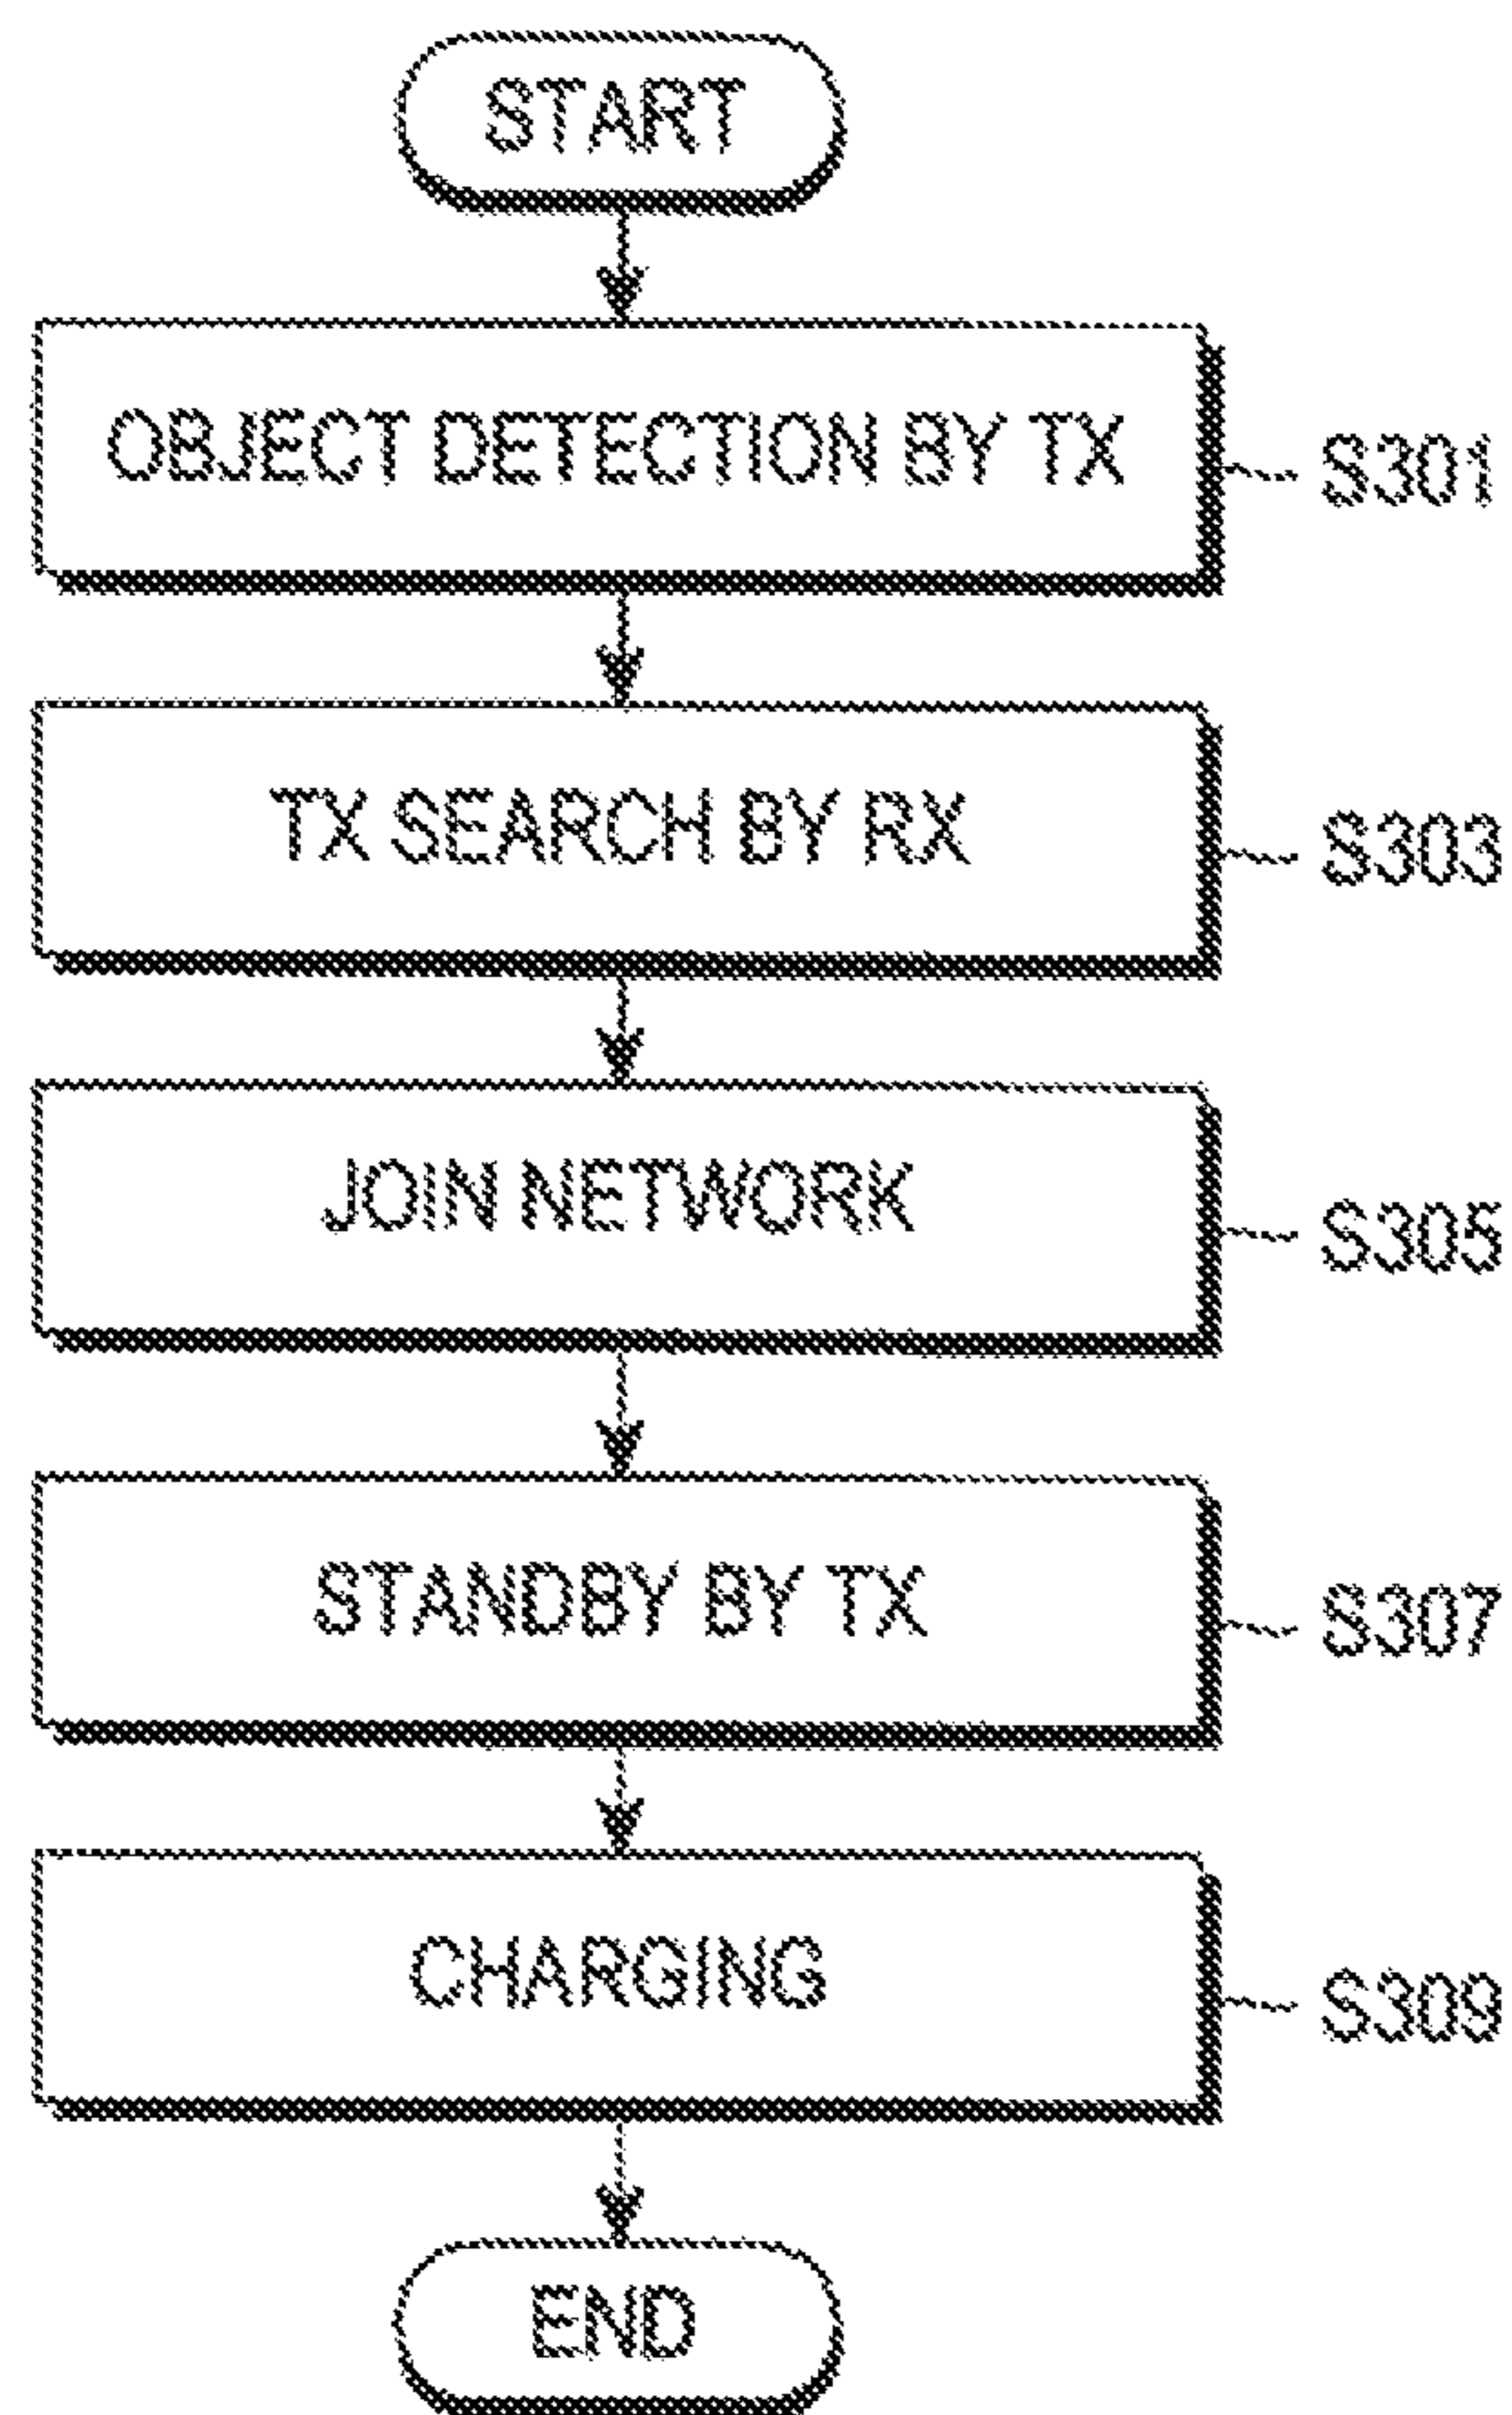 START
OBJECT DETECTION BY TX
S301
TX SEARCH BY RX
S303
JOIN NETWORK
S305
STANDBY BY TX
S307
CHARGING
S309
END